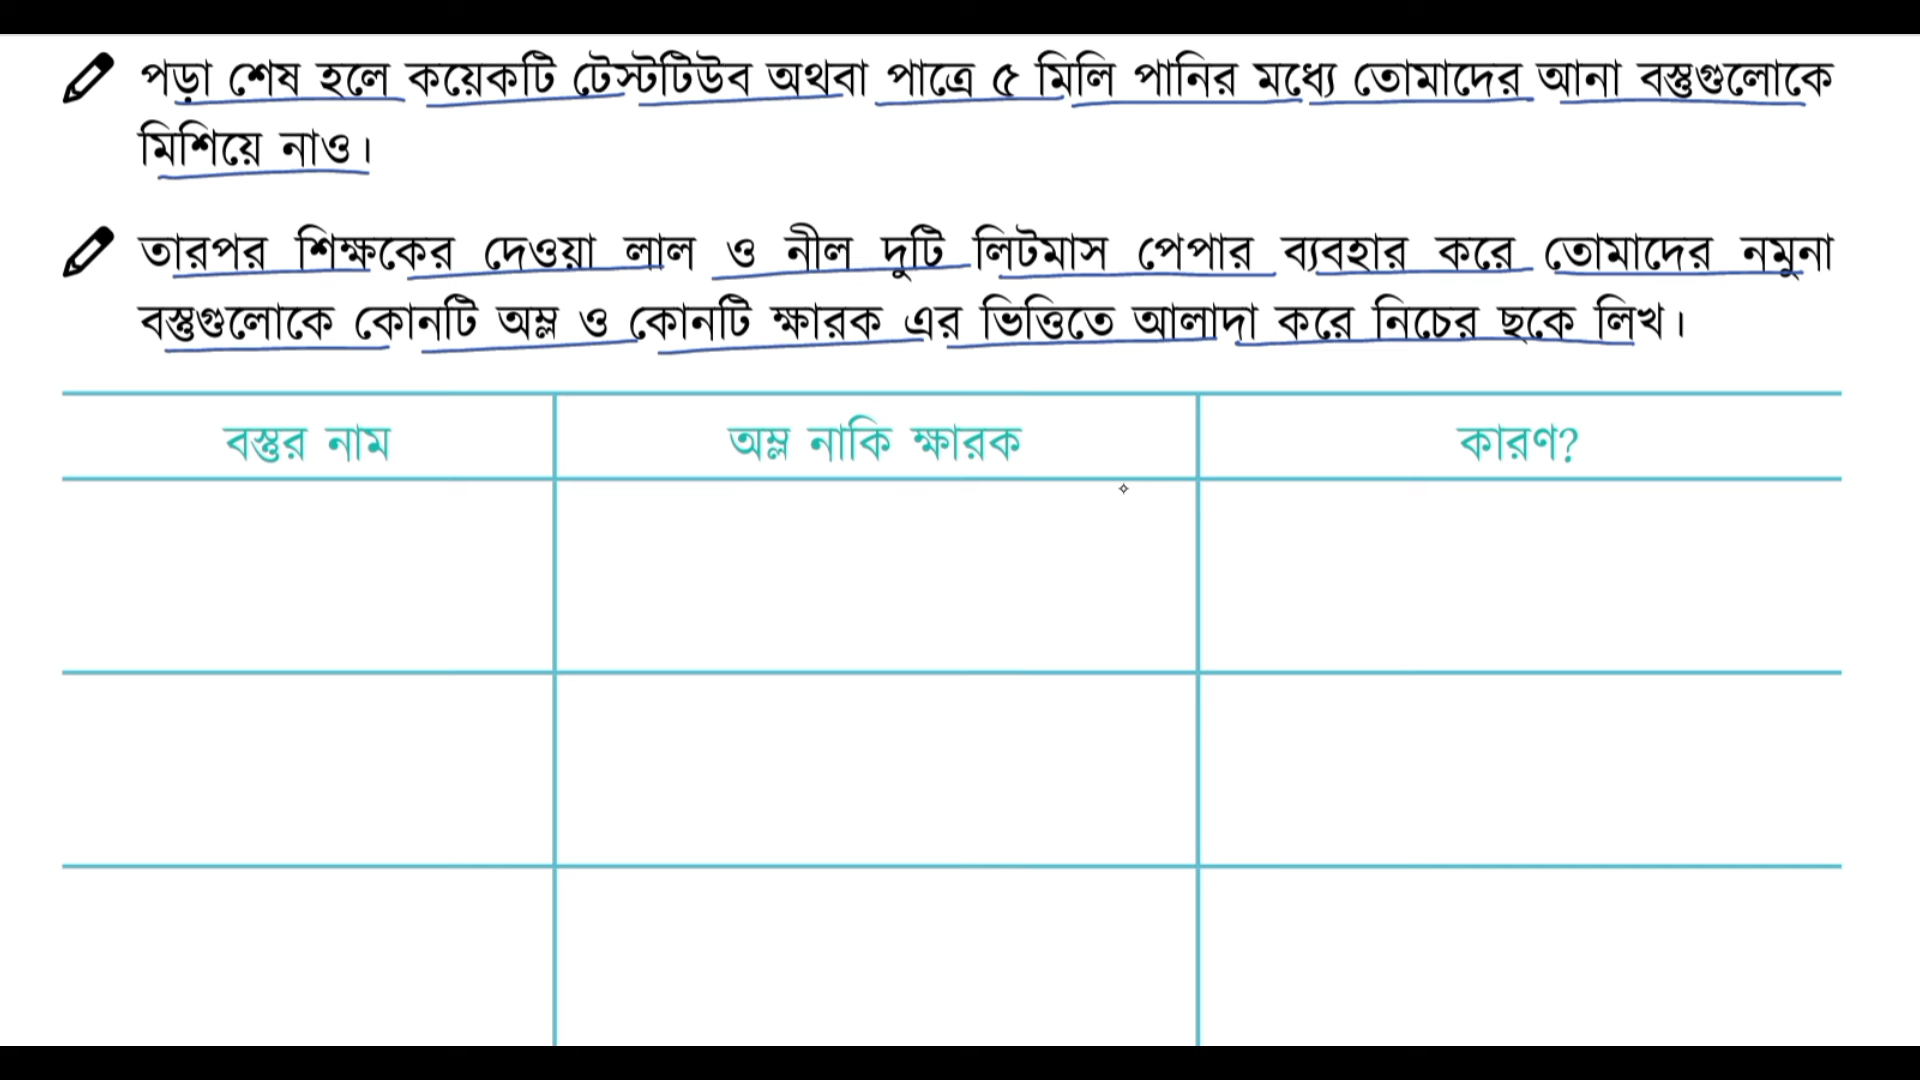 পড়া শেষ হলে কয়েকটি টেস্টটিউব অথবা পাত্রে ৫ মিলি পানির মধ্যে তোমাদের আনা বস্তুগুলোকে
মিশিয়ে নাও।
তারপর শিক্ষকের দেওয়া লাল ও নীল দুটি লিটমাস পেপার ব্যবহার করে তোমাদের নমুনা
বস্তুগুলোকে কোনটি অম্ল ও কোনটি ক্ষারক এর ভিত্তিতে আলাদা করে নিচের ছকে লিখ।
বস্তুর নাম অম্ল নাকি ক্ষারক কারণ?